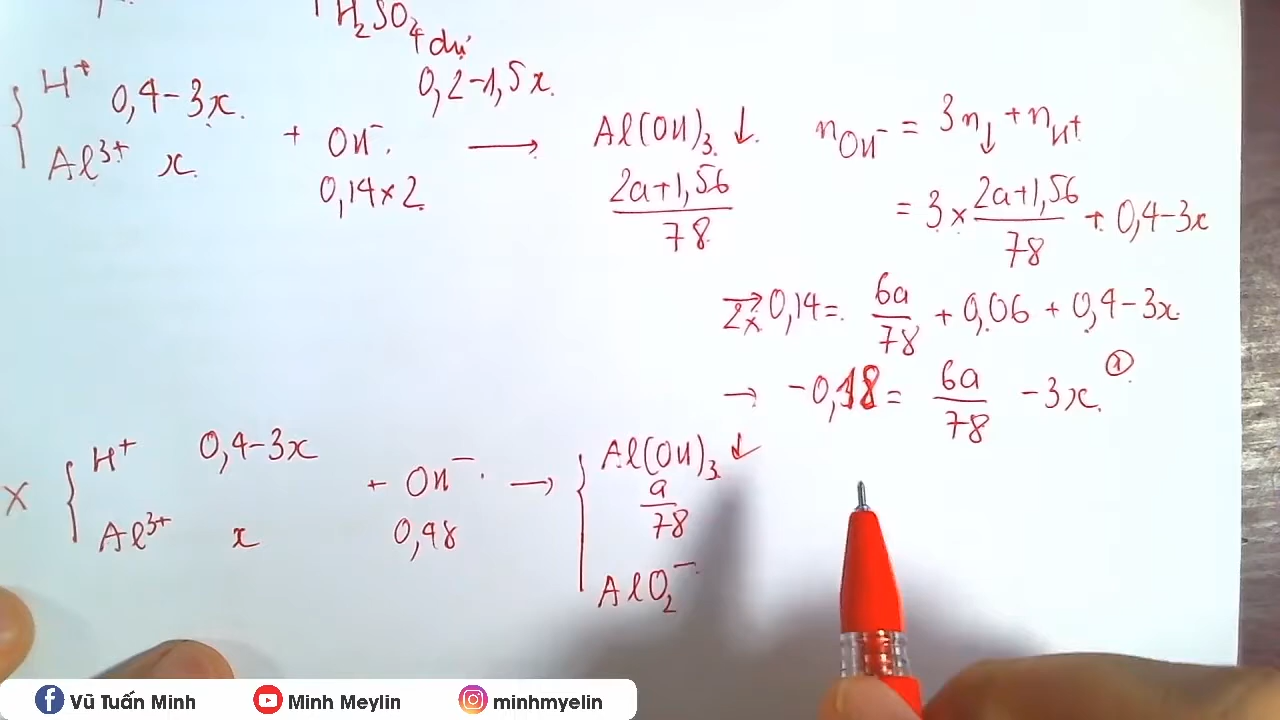 H₂SO₄ dư
0,2-1,5x.
{ H⁺ 0,4-3x.
Al³⁺ x.
+ OH⁻. → Al(OH)₃ ↓.
0,14×2
(2a+1,56)/78
n_OH⁻ = 3n↓ + n_H⁺
= 3 × (2a+1,56)/78 + 0,4-3x
→ 2× 0,14 = 6a/78 + 0,06 + 0,4-3x
→ -0,18 = 6a/78 - 3x. ①
X { H⁺ 0,4-3x
Al³⁺ x
+ OH⁻. → { Al(OH)₃ ↓
0,48
a/78
AlO₂⁻
Vũ Tuấn Minh Minh Meylin minhmyelin